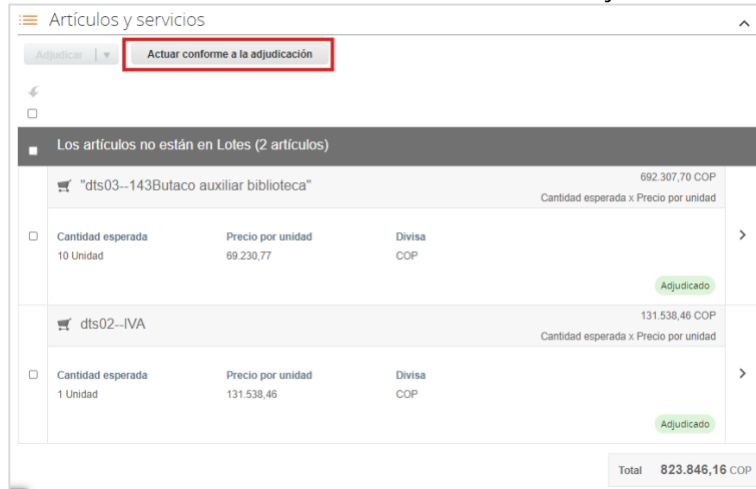 Artículos y servicios
Adjudicar Actuar conforme a la adjudicación
Los artículos no están en Lotes (2 artículos)
"dts03--143Butaco auxiliar biblioteca" 692.307,70 COP
Cantidad esperada x Precio por unidad
Cantidad esperada Precio por unidad Divisa
10 Unidad 69.230,77 COP
Adjudicado
dts02--IVA 131.538,46 COP
Cantidad esperada x Precio por unidad
Cantidad esperada Precio por unidad Divisa
1 Unidad 131.538,46 COP
Adjudicado
Total 823.846,16 COP